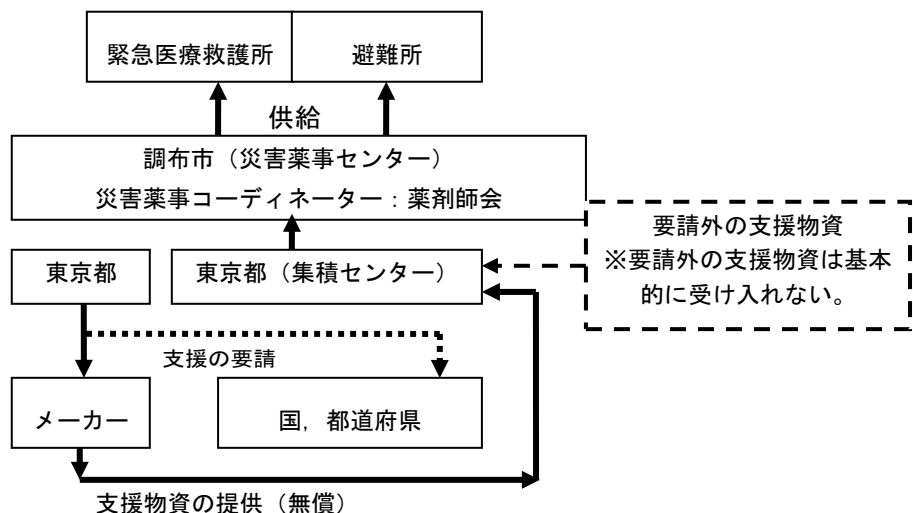 緊急医療救護所
避難所
供給
調布市（災害薬事センター）
災害薬事コーディネーター：薬剤師会
東京都
東京都（集積センター）
要請外の支援物資
※要請外の支援物資は基本
的に受け入れない。
支援の要請
メーカー
国，都道府県
支援物資の提供（無償）